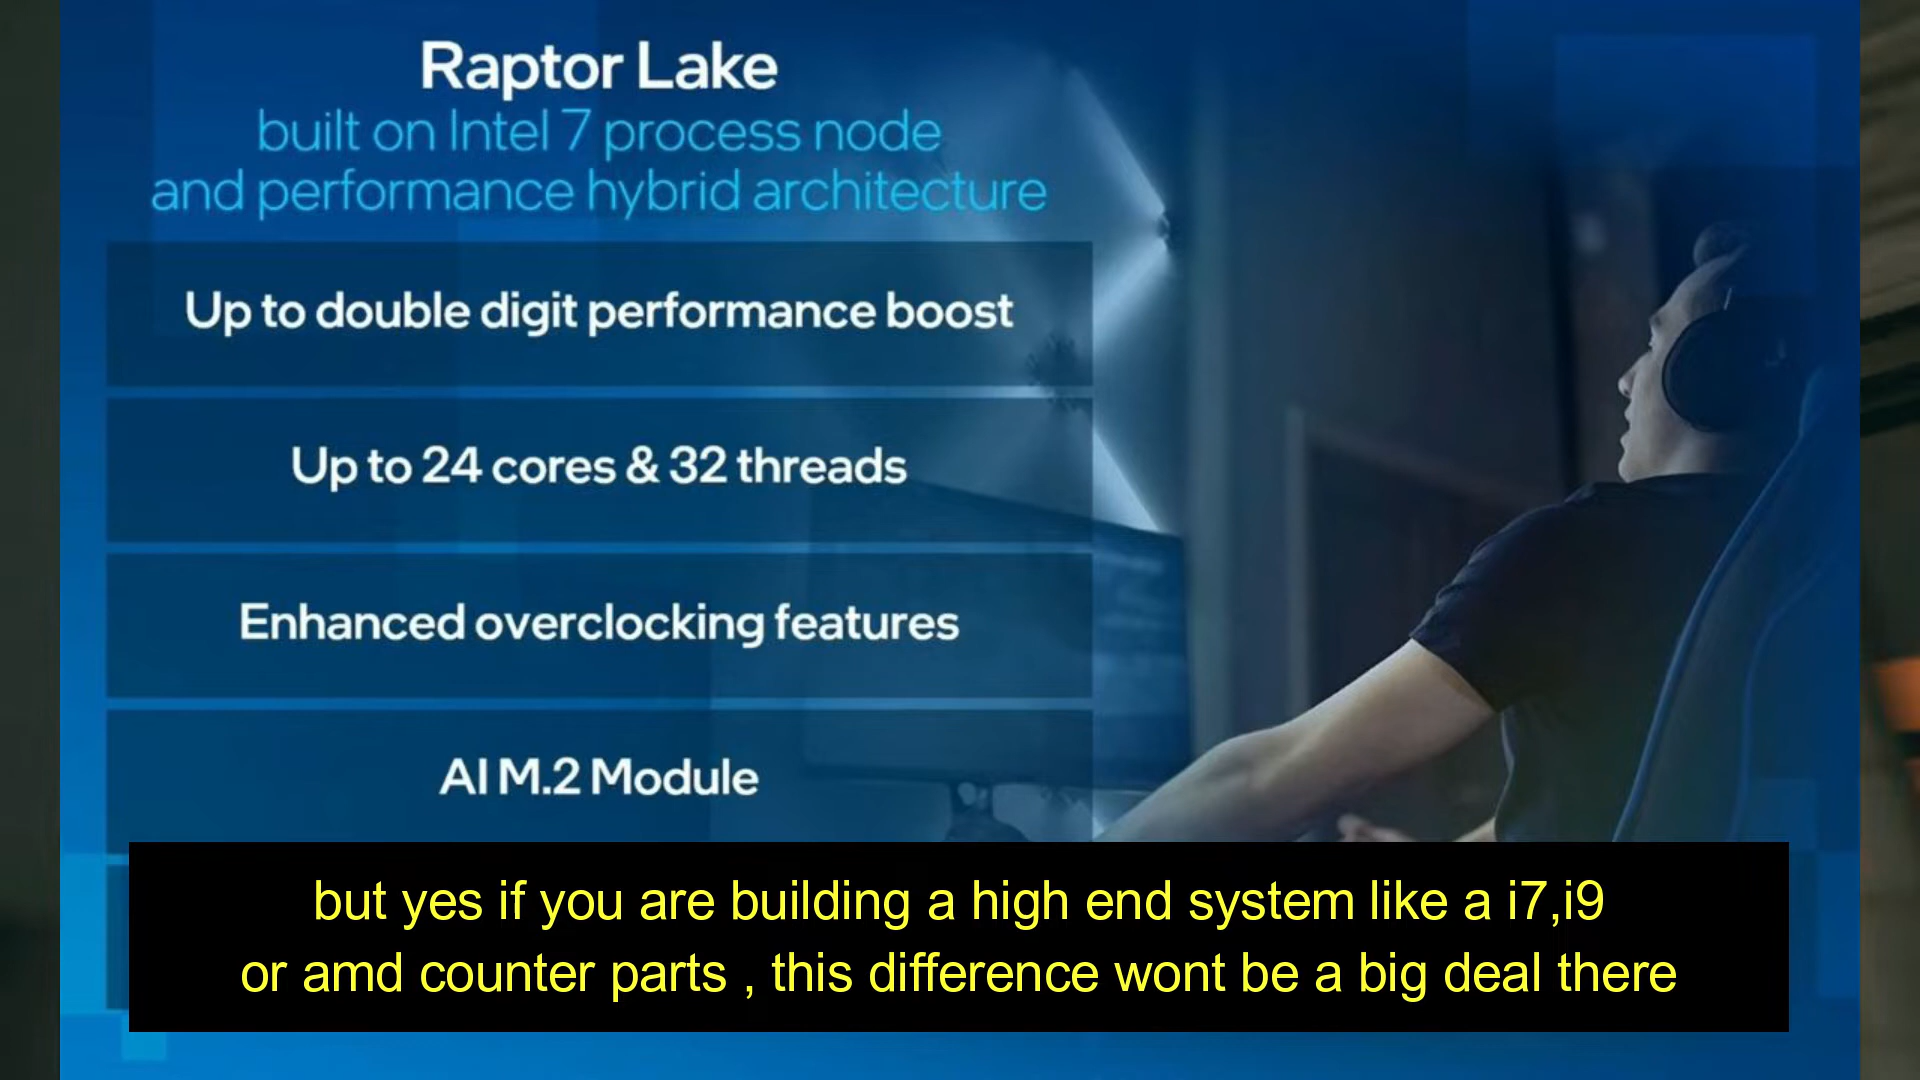 Raptor Lake
built on Intel 7 process node
and performance hybrid architecture
Up to double digit performance boost
Up to 24 cores & 32 threads
Enhanced overclocking features
AI M.2 Module
but yes if you are building a high end system like a i7,i9
or amd counter parts , this difference wont be a big deal there